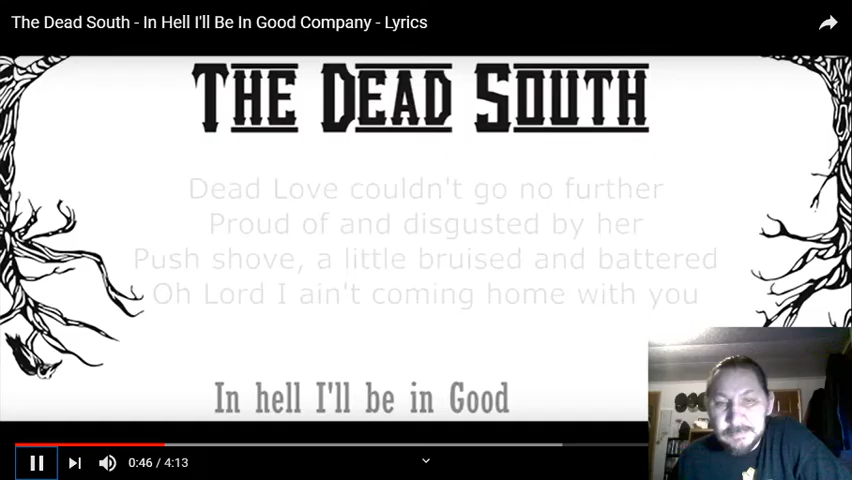 The Dead South - In Hell I'll Be In Good Company - Lyrics
THE DEAD SOUTH
Dead Love couldn't go no further
Proud of and disgusted by her
Push shove, a little bruised and battered
Oh Lord I ain't coming home with you
In hell I'll be in Good
0:46 / 4:13